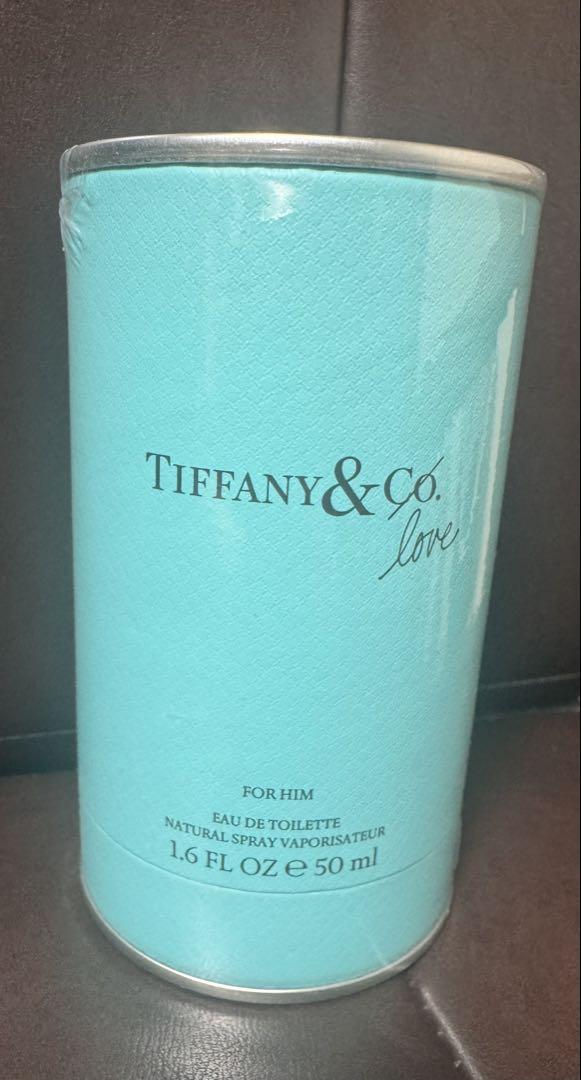 TIFFANY & Co.
love
FOR HIM
EAU DE TOILETTE
NATURAL SPRAY VAPORISATEUR
1.6 FL OZ ℮ 50 ml